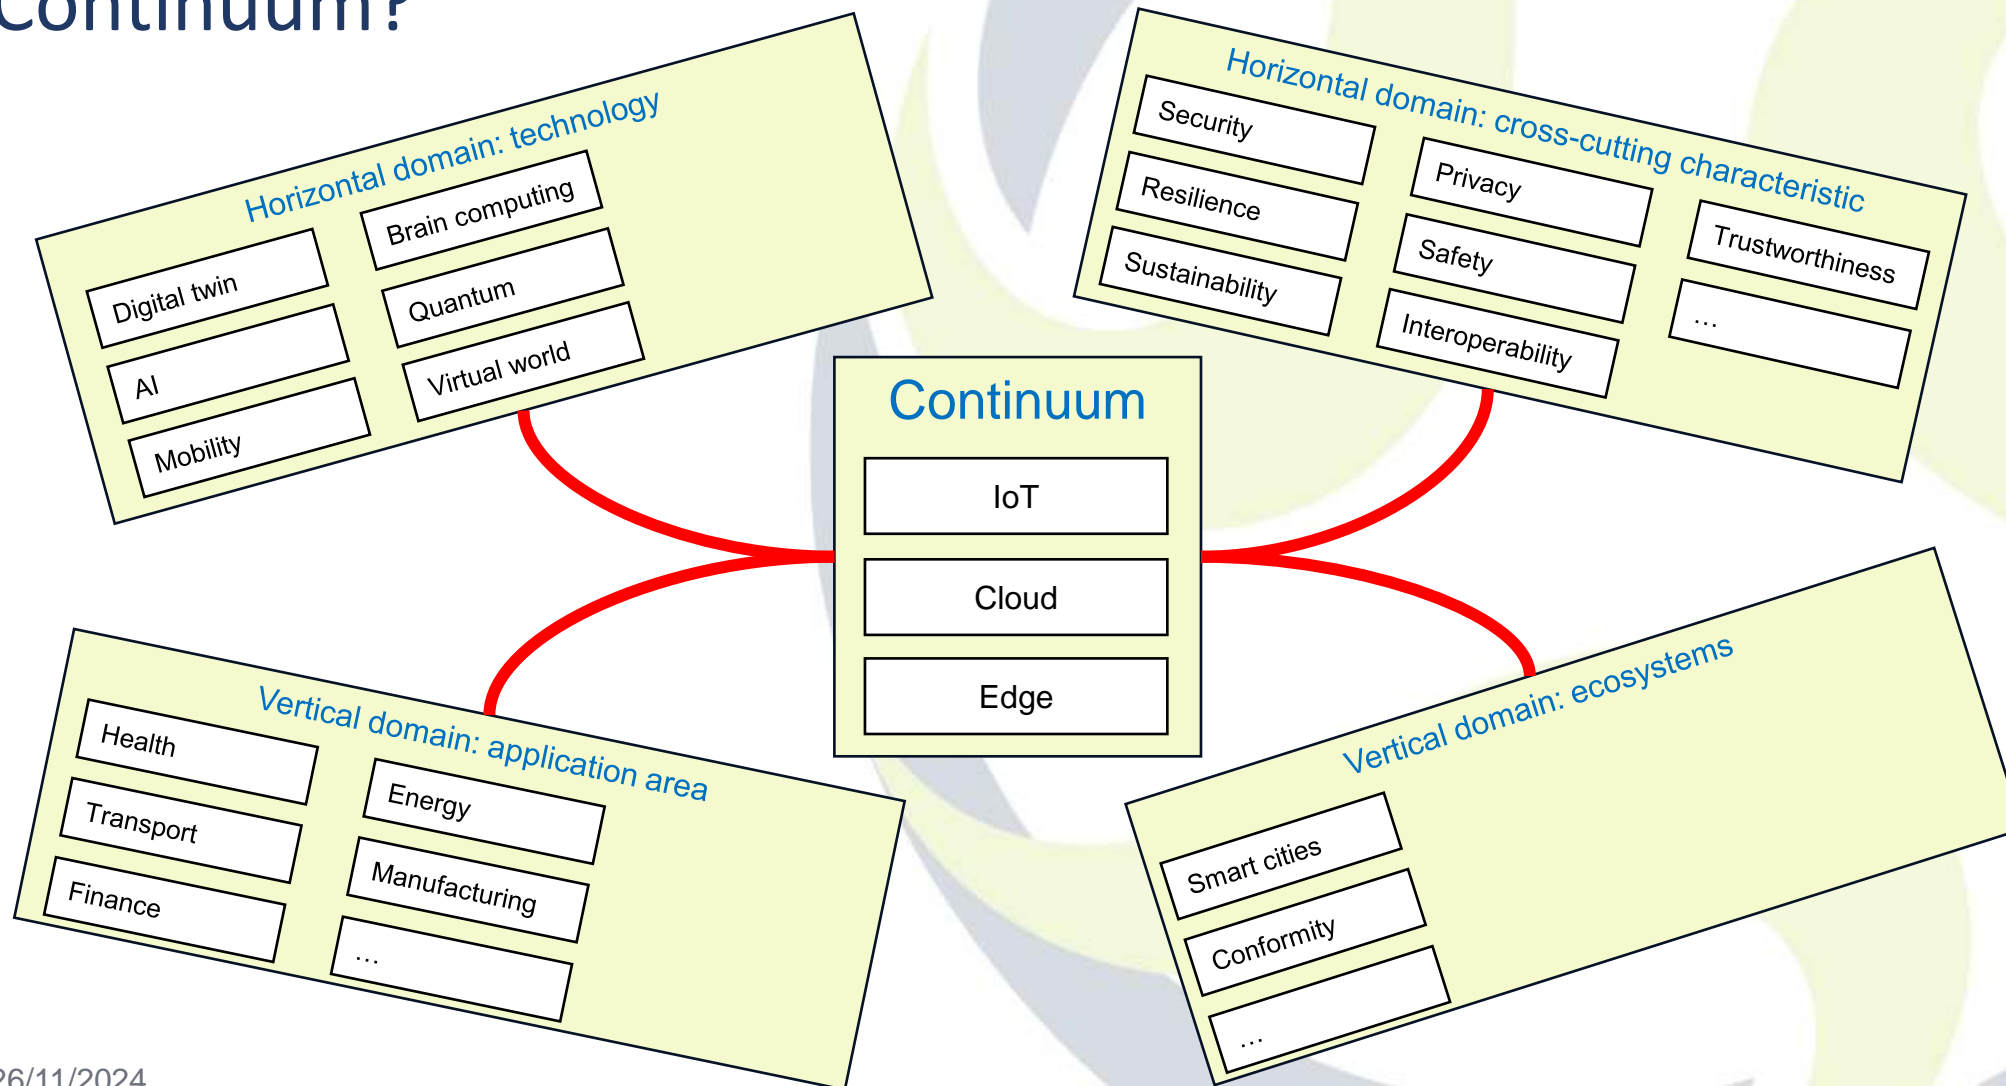 Continuum?
Horizontal domain: technology
Digital twin
AI
Mobility
Brain computing
Quantum
Virtual world
Horizontal domain: cross-cutting characteristic
Security
Resilience
Sustainability
Privacy
Safety
Interoperability
Trustworthiness
…
Continuum
IoT
Cloud
Edge
Vertical domain: application area
Health
Transport
Finance
Energy
Manufacturing
…
Vertical domain: ecosystems
Smart cities
Conformity
…
26/11/2024